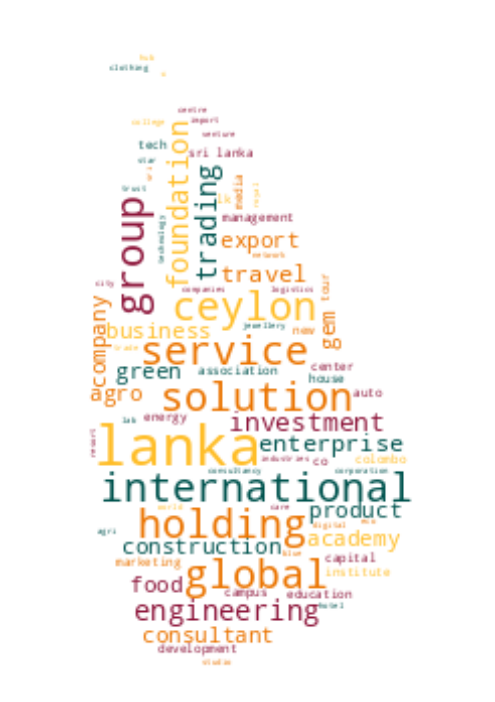 hub
clothing
centre
college import
venture
tech
sri lanka
star
foundation
trading
group
trust
media
royal
lk
management
technology
export
network
travel
city companies logistics
tour
ceylon
company
gem
business jewellery new
trade service
center
green association
house
agro solution auto
lab energy investment
resort lanka enterprise
industries co colombo
consultancy corporation
international
world care product
holding digital eco
agri academy
construction
blue
marketing capital
global institute
food campus education
engineering hotel
consultant
development
studio